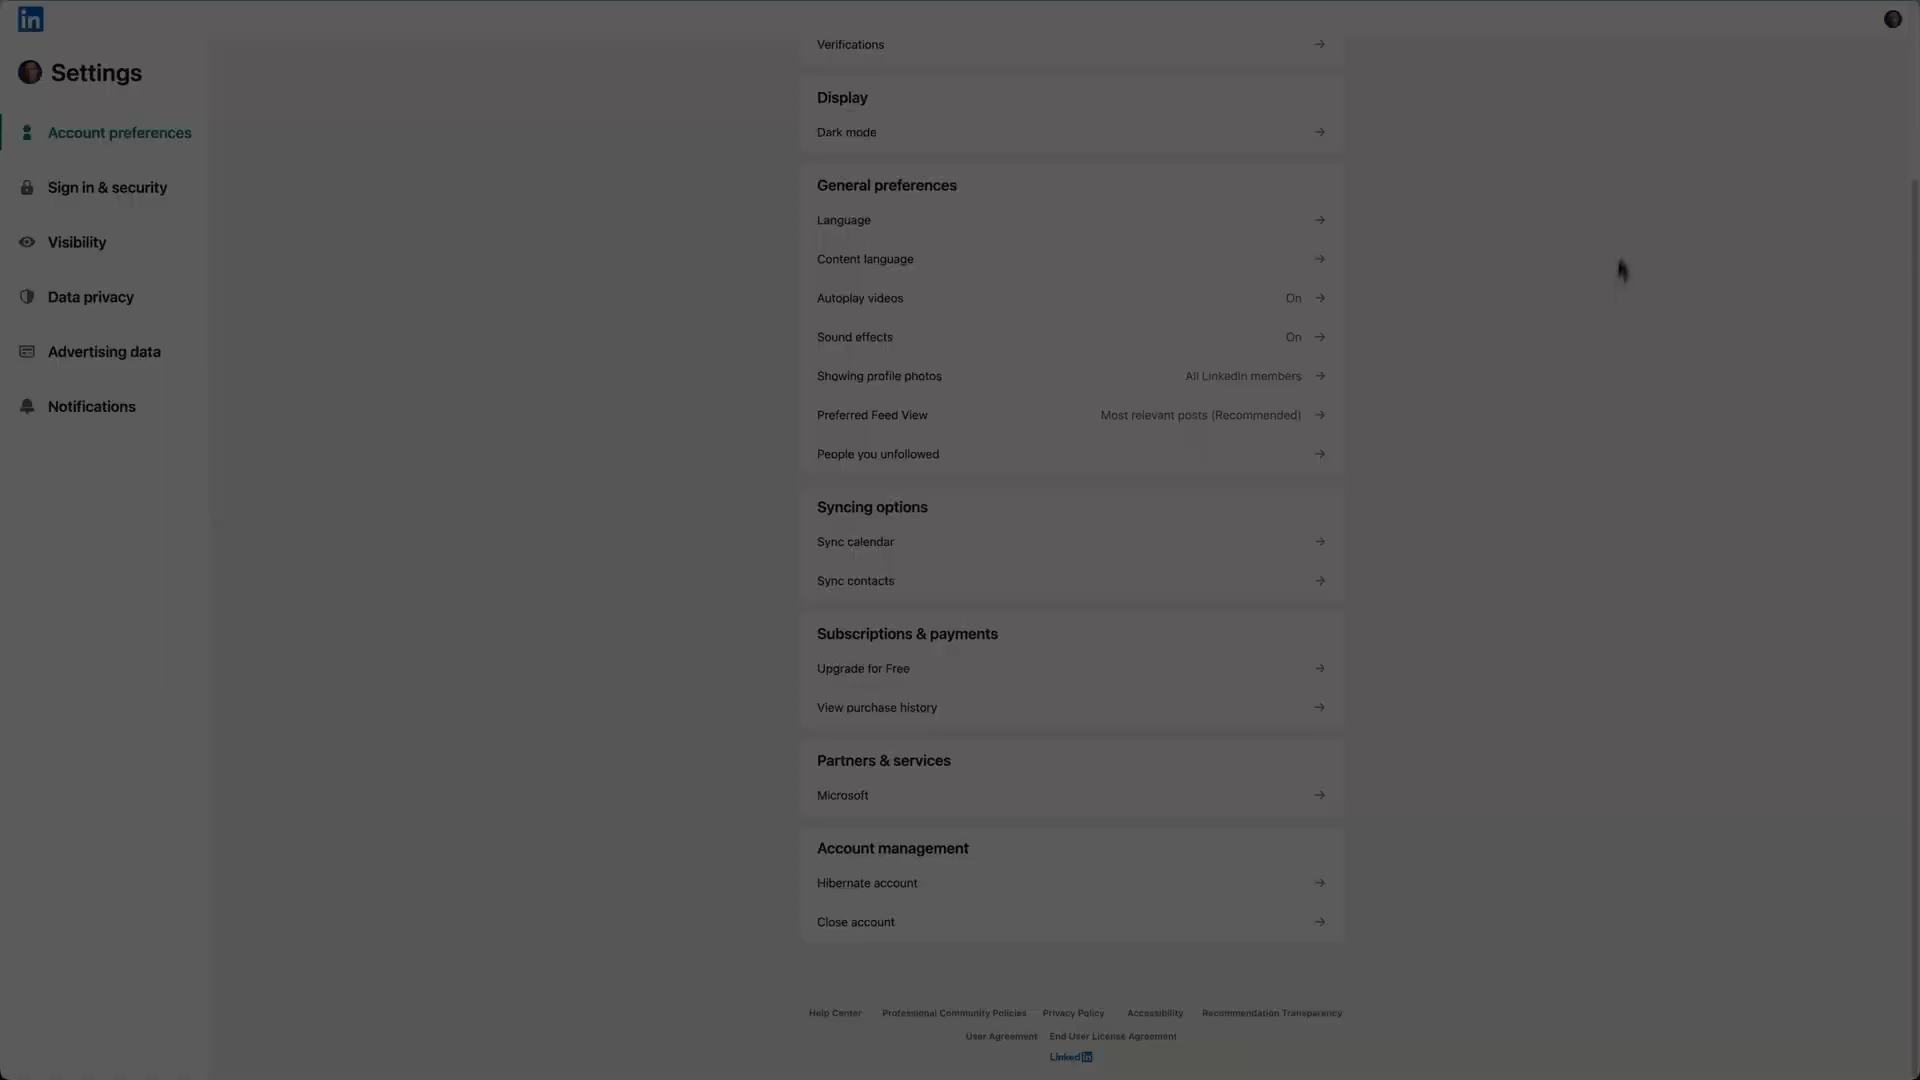 in
Settings
Account preferences
Sign in & security
Visibility
Data privacy
Advertising data
Notifications
Verifications
Display
Dark mode
General preferences
Language
Content language
Autoplay videos On
Sound effects On
Showing profile photos All LinkedIn members
Preferred Feed View Most relevant posts (Recommended)
People you unfollowed
Syncing options
Sync calendar
Sync contacts
Subscriptions & payments
Upgrade for Free
View purchase history
Partners & services
Microsoft
Account management
Hibernate account
Close account
Help Center Professional Community Policies Privacy Policy Accessibility Recommendation Transparency
User Agreement End User License Agreement
LinkedIn